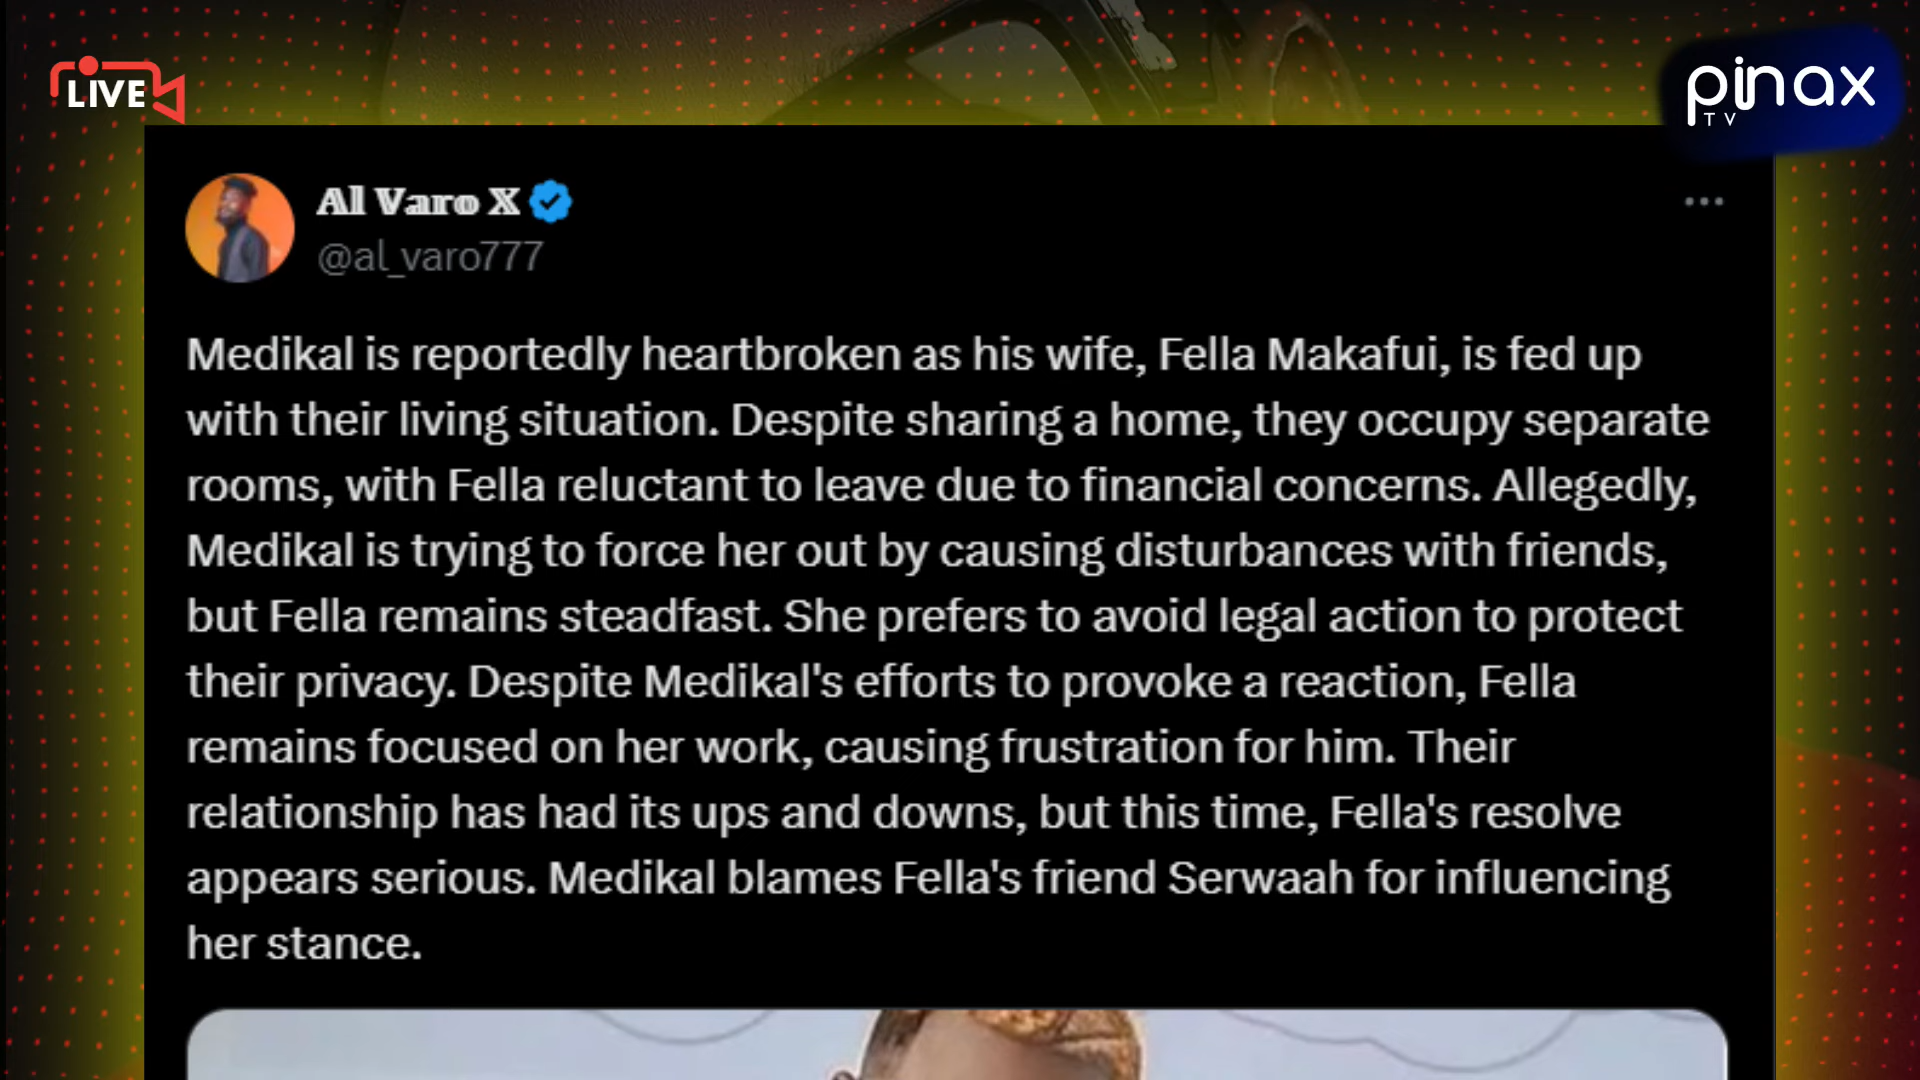 LIVE
pinax
TV
Al Varo X
@al_varo777
Medikal is reportedly heartbroken as his wife, Fella Makafui, is fed up
with their living situation. Despite sharing a home, they occupy separate
rooms, with Fella reluctant to leave due to financial concerns. Allegedly,
Medikal is trying to force her out by causing disturbances with friends,
but Fella remains steadfast. She prefers to avoid legal action to protect
their privacy. Despite Medikal's efforts to provoke a reaction, Fella
remains focused on her work, causing frustration for him. Their
relationship has had its ups and downs, but this time, Fella's resolve
appears serious. Medikal blames Fella's friend Serwaah for influencing
her stance.